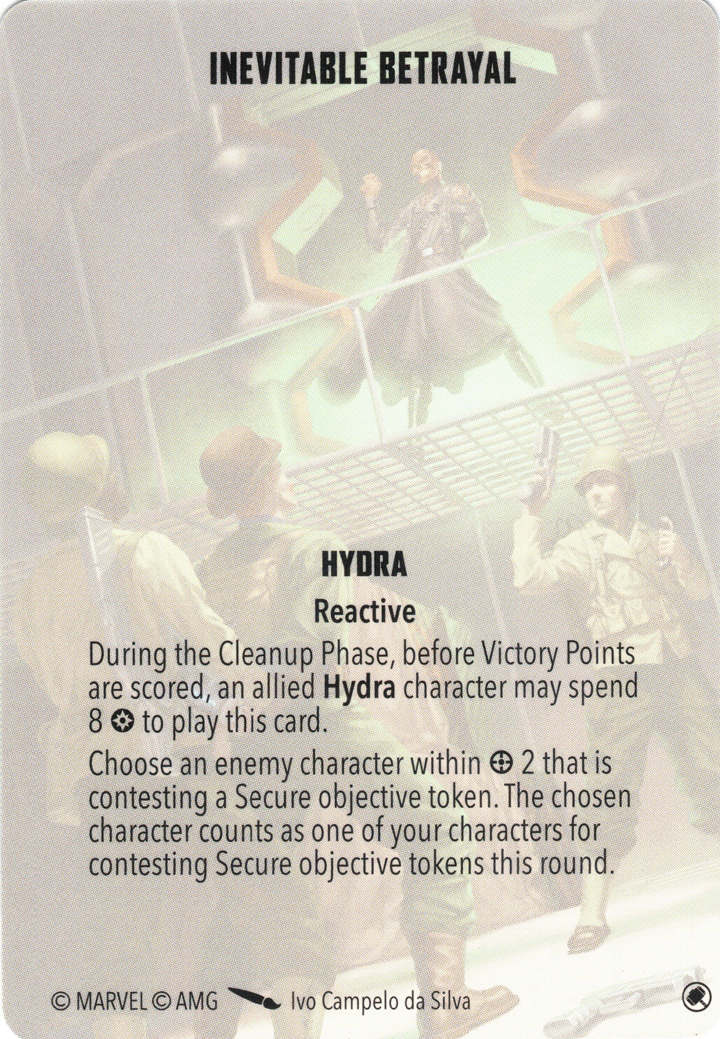 INEVITABLE BETRAYAL
HYDRA
Reactive
During the Cleanup Phase, before Victory Points
are scored, an allied Hydra character may spend
8 to play this card.
Choose an enemy character within 2 that is
contesting a Secure objective token. The chosen
character counts as one of your characters for
contesting Secure objective tokens this round.
© MARVEL © AMG Ivo Campelo da Silva